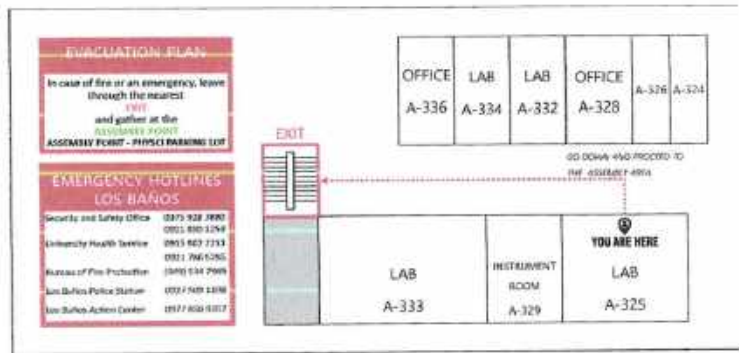 EVACUATION PLAN
In case of fire or an emergency, leave
through the nearest
EXIT
and gather at the
ASSEMBLY POINT
ASSEMBLY POINT - PHYSCI PARKING LOT
EMERGENCY HOTLINES
LOS BAÑOS
Security and Safety Office
University Health Service
Bureau of Fire Protection
Los Baños Police Station
Los Baños Action Center
EXIT
OFFICE
A-336
LAB
A-334
LAB
A-332
OFFICE
A-328
A-326
A-324
GO DOWN AND PROCEED TO
THE ASSEMBLY AREA
YOU ARE HERE
LAB
A-333
INSTRUMENT
ROOM
A-329
LAB
A-325